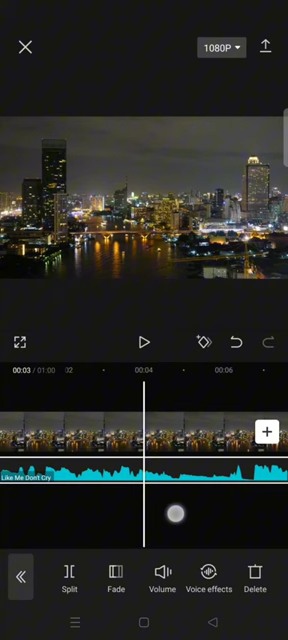 1080P
00:03 / 01:00 02 00:04 00:06
Like Me Don't Cry
Split Fade Volume Voice effects Delete